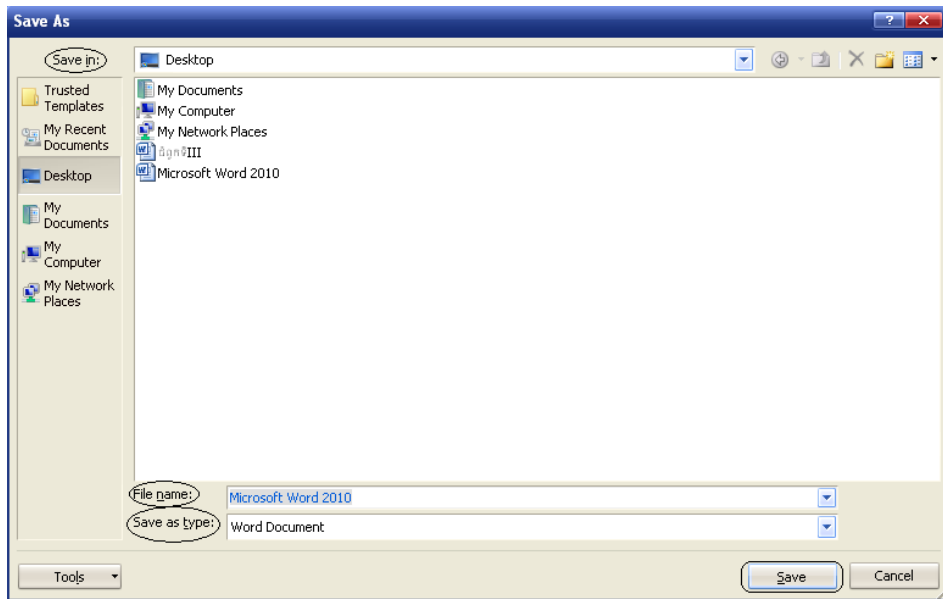 Save As
Save in:
Desktop
Trusted
Templates
My Recent
Documents
Desktop
My
Documents
My
Computer
My Network
Places
My Documents
My Computer
My Network Places
III
Microsoft Word 2010
File name:
Microsoft Word 2010
Save as type:
Word Document
Tools
Save
Cancel